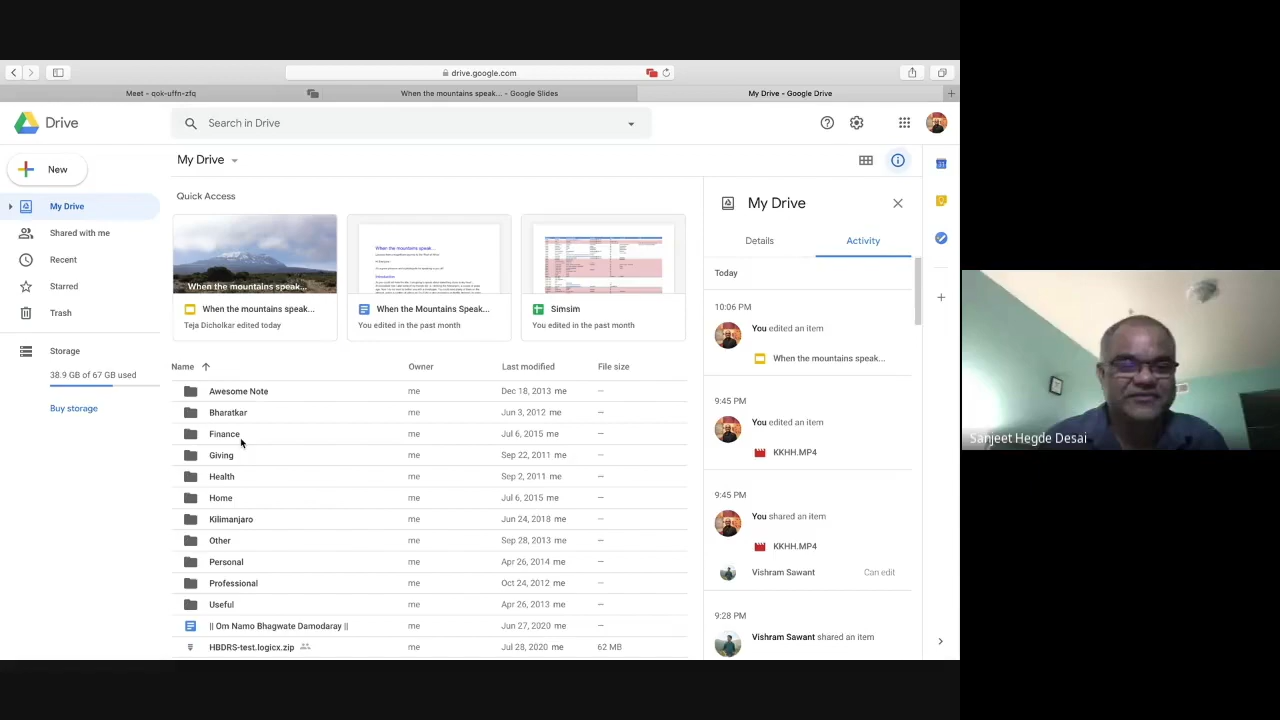 drive.google.com
Meet - qok-uffn-zfq
When the mountains speak... - Google Slides
My Drive - Google Drive
Drive
Search in Drive
New
My Drive
Shared with me
Recent
Starred
Trash
Storage
38.9 GB of 67 GB used
Buy storage
My Drive
Quick Access
When the mountains speak...
When the mountains speak...
Teja Dicholkar edited today
When the mountains speak...
Introduction
When the Mountains Speak...
You edited in the past month
Simsim
You edited in the past month
Name Owner Last modified File size
Awesome Note me Dec 18, 2013 me –
Bharatkar me Jun 3, 2012 me –
Finance me Jul 6, 2015 me –
Giving me Sep 22, 2011 me –
Health me Sep 2, 2011 me –
Home me Jul 6, 2015 me –
Kilimanjaro me Jun 24, 2018 me –
Other me Sep 28, 2013 me –
Personal me Apr 26, 2014 me –
Professional me Oct 24, 2012 me –
Useful me Apr 26, 2013 me –
|| Om Namo Bhagwate Damodaray || me Jun 27, 2020 me –
HBDRS-test.logicx.zip me Jul 28, 2020 me 62 MB
My Drive
Details Activity
Today
10:06 PM
You edited an item
When the mountains speak...
9:45 PM
You edited an item
KKHH.MP4
9:45 PM
You shared an item
KKHH.MP4
Vishram Sawant Can edit
9:28 PM
Vishram Sawant shared an item
Sanjeet Hegde Desai